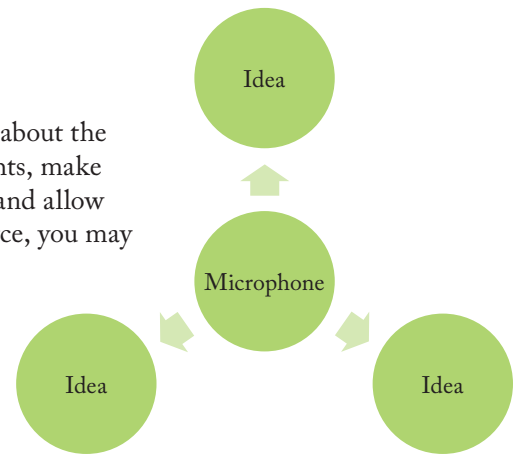 Idea
about the
nts, make
and allow
ce, you may
Microphone
Idea
Idea